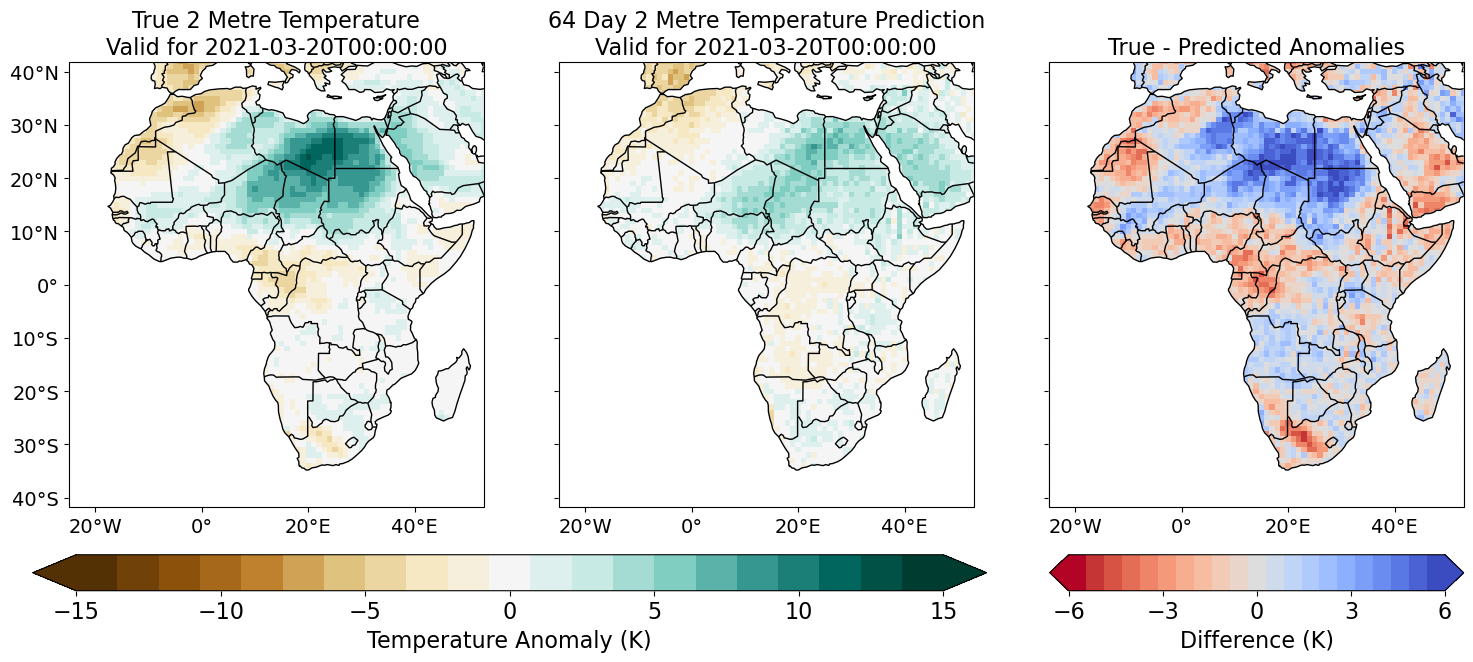 True 2 Metre Temperature
Valid for 2021-03-20T00:00:00
64 Day 2 Metre Temperature Prediction
Valid for 2021-03-20T00:00:00
True - Predicted Anomalies
40°N
30°N
20°N
10°N
0°
10°S
20°S
30°S
40°S
20°W 0° 20°E 40°E
20°W 0° 20°E 40°E
20°W 0° 20°E 40°E
−15 −10 −5 0 5 10 15
Temperature Anomaly (K)
−6 −3 0 3 6
Difference (K)